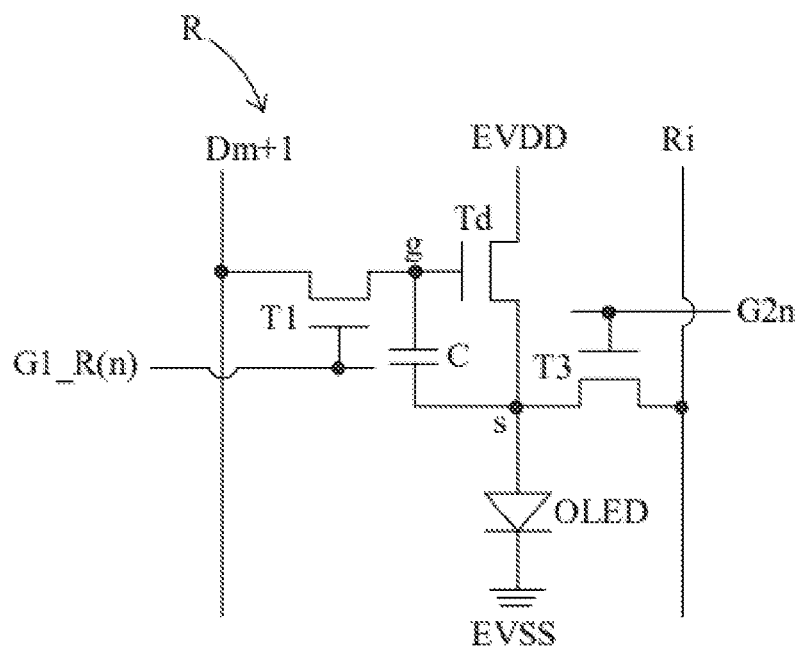 R
Dm+1
EVDD
Ri
Td
g
G2n
T1
C
T3
G1_R(n)
s
OLED
EVSS